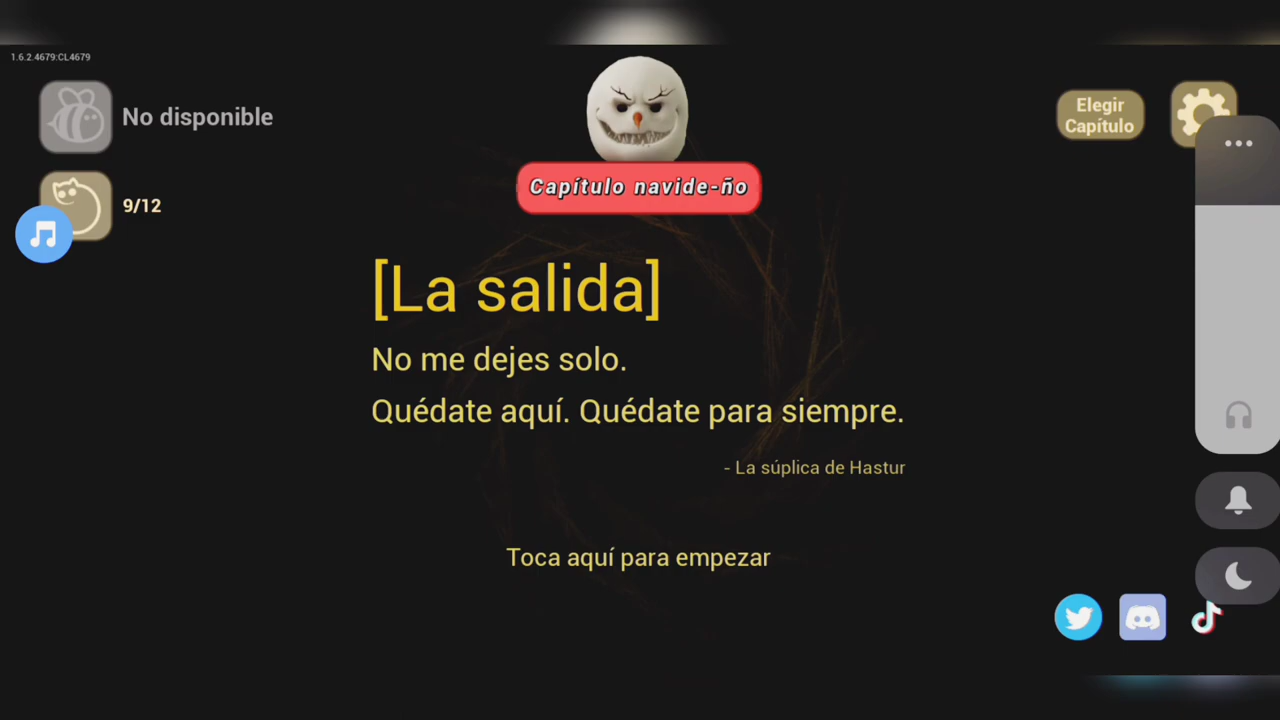 1.6.2.4679:CL4679
No disponible
9/12
Elegir
Capítulo
Capítulo navide-ño
[La salida]
No me dejes solo.
Quédate aquí. Quédate para siempre.
- La súplica de Hastur
Toca aquí para empezar